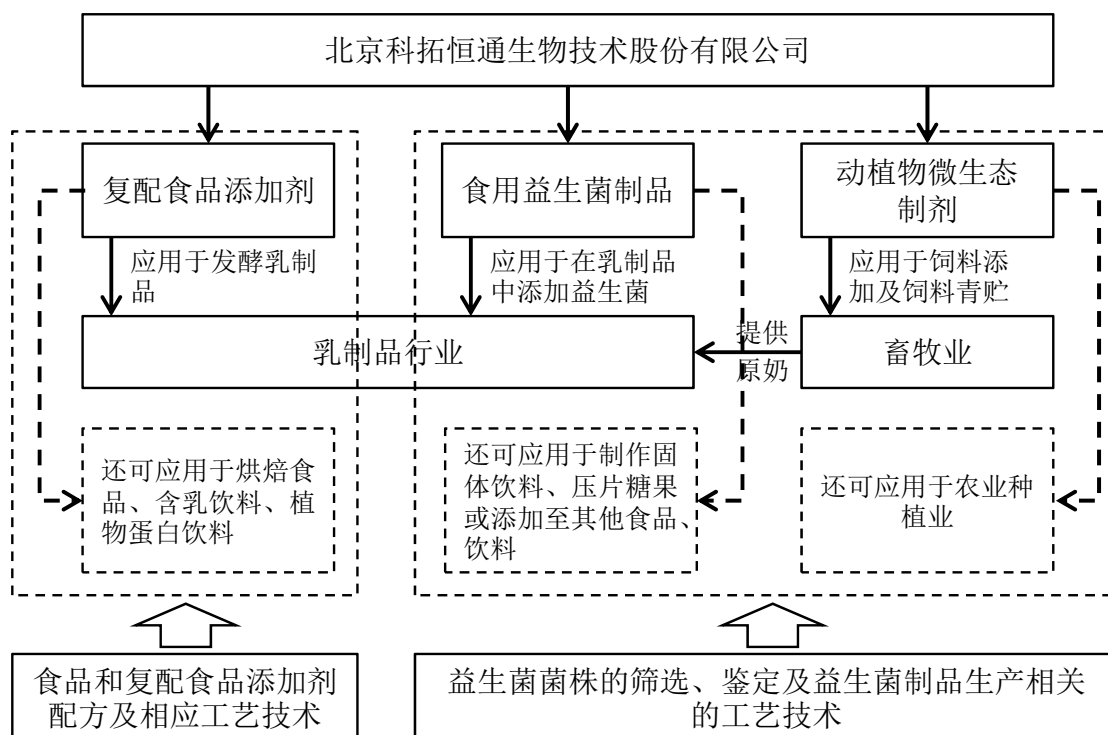 北京科拓恒通生物技术股份有限公司
复配食品添加剂
食用益生菌制品
动植物微生态
制剂
应用于发酵乳制
品
应用于在乳制品
中添加益生菌
应用于饲料添
加及饲料青贮
乳制品行业
提供
原奶
畜牧业
还可应用于烘焙食
品、含乳饮料、植
物蛋白饮料
还可应用于制作固
体饮料、压片糖果
或添加至其他食品、
饮料
还可应用于农业种
植业
食品和复配食品添加剂
配方及相应工艺技术
益生菌菌株的筛选、鉴定及益生菌制品生产相关
的工艺技术